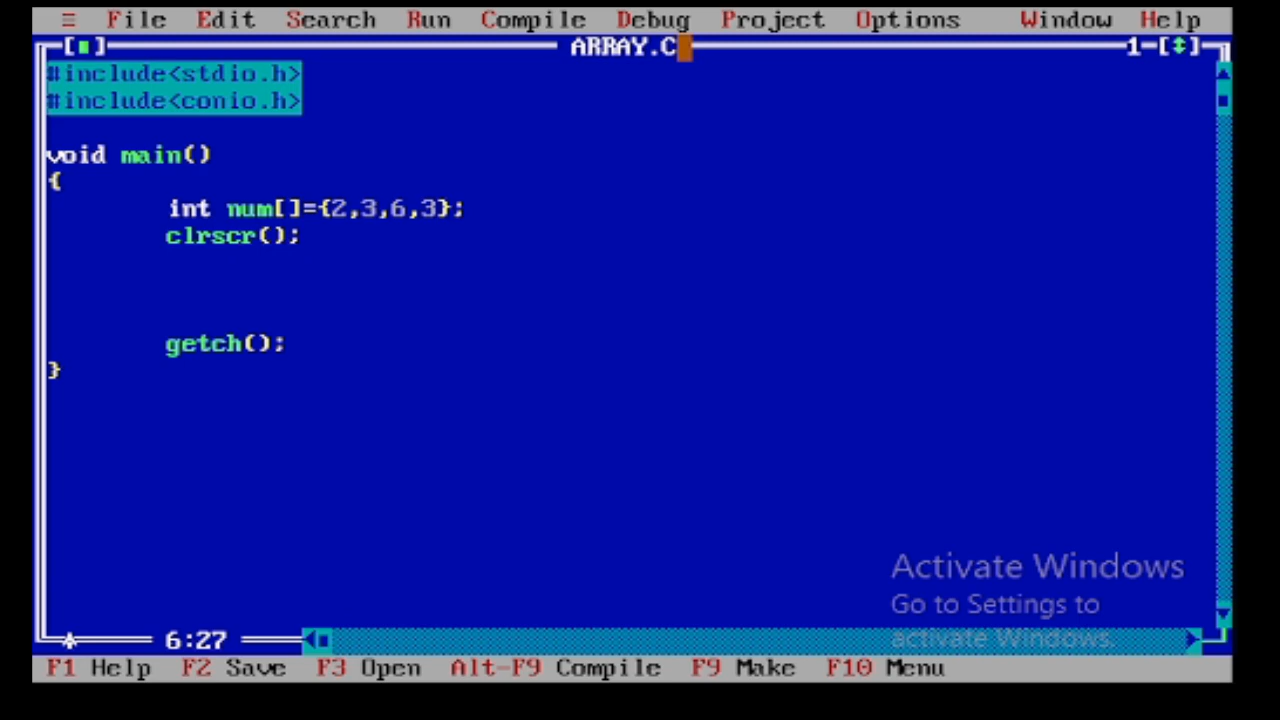 ≡ File Edit Search Run Compile Debug Project Options Window Help
[■] ARRAY.C 1-[↕]
#include<stdio.h>
#include<conio.h>
void main()
{
int num[]={2,3,6,3};
clrscr();
getch();
}
Activate Windows
Go to Settings to
activate Windows.
6:27
F1 Help F2 Save F3 Open Alt-F9 Compile F9 Make F10 Menu